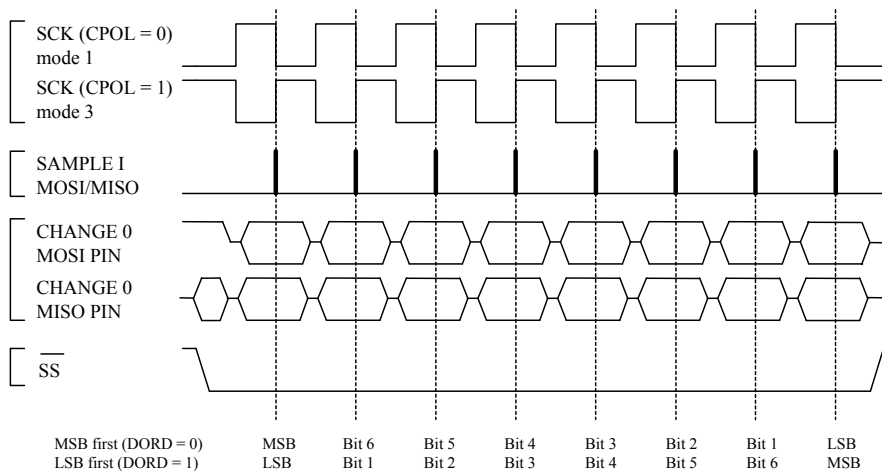 SCK (CPOL = 0)
mode 1
SCK (CPOL = 1)
mode 3
SAMPLE I
MOSI/MISO
CHANGE 0
MOSI PIN
CHANGE 0
MISO PIN
SS
MSB first (DORD = 0) MSB Bit 6 Bit 5 Bit 4 Bit 3 Bit 2 Bit 1 LSB
LSB first (DORD = 1) LSB Bit 1 Bit 2 Bit 3 Bit 4 Bit 5 Bit 6 MSB